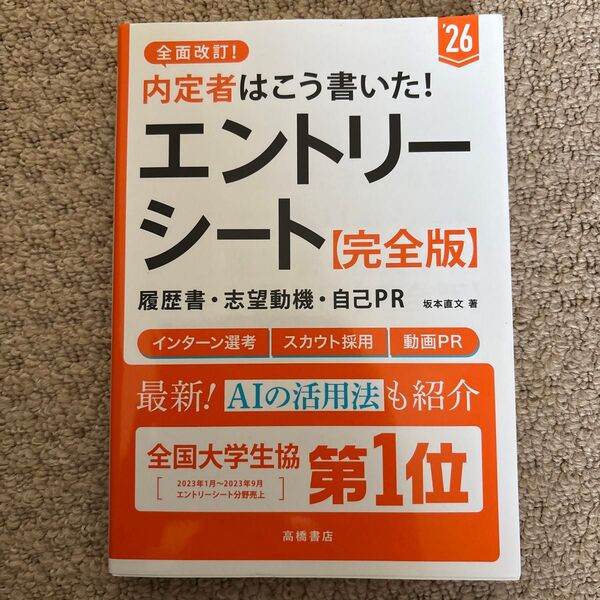 '26
全面改訂!
内定者はこう書いた!
エントリー
シート【完全版】
履歴書・志望動機・自己PR 坂本直文 著
インターン選考 スカウト採用 動画PR
最新! AIの活用法も紹介
全国大学生協 第1位
[2023年1月〜2023年9月
エントリーシート分野売上]
高橋書店